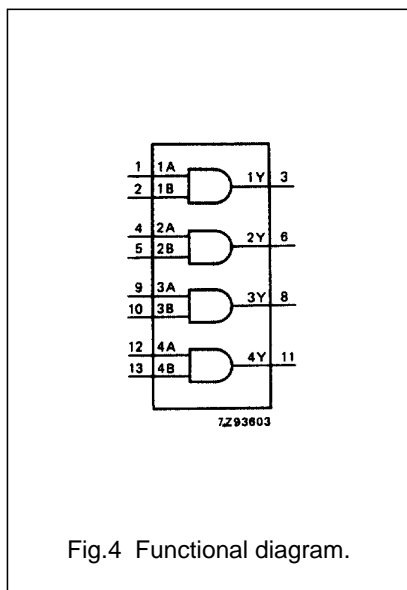 1 1A
1Y 3
2 1B
4 2A
2Y 6
5 2B
9 3A
3Y 8
10 3B
12 4A
4Y 11
13 4B
7Z93603
Fig.4 Functional diagram.